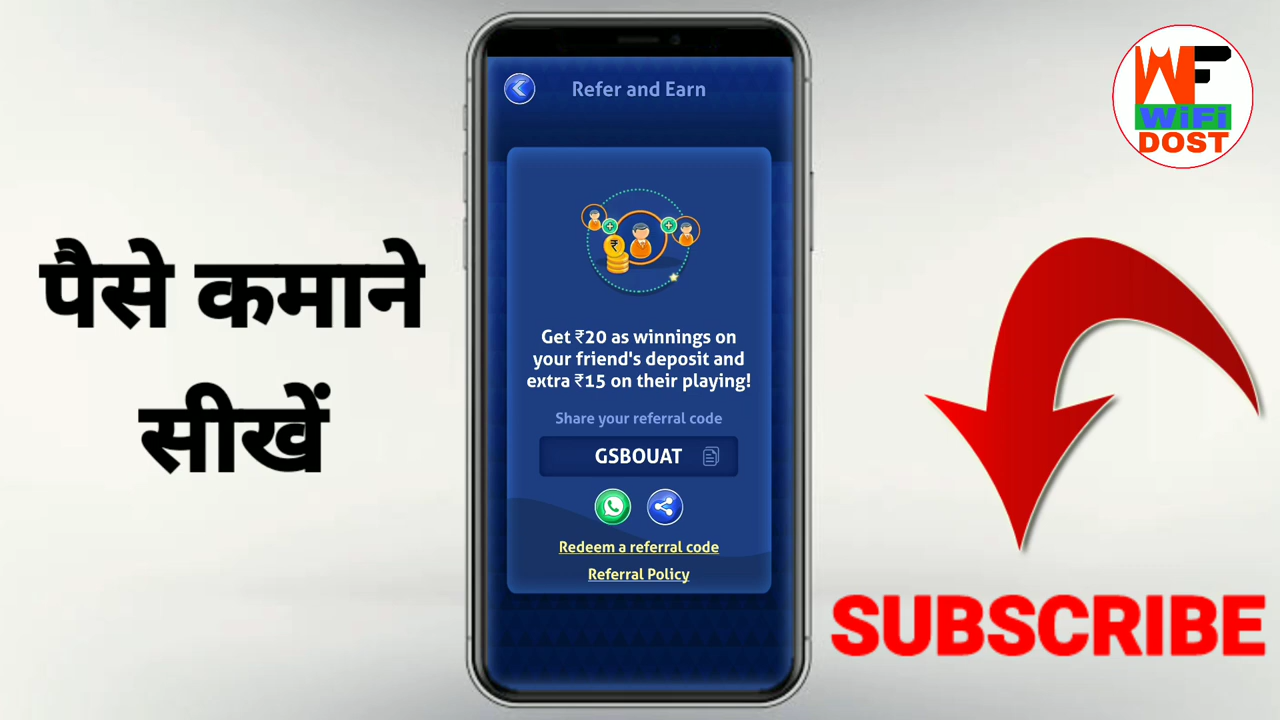 पैसे कमाने
सीखें
Refer and Earn
₹
Get ₹20 as winnings on
your friend's deposit and
extra ₹15 on their playing!
Share your referral code
GSBOUAT
Redeem a referral code
Referral Policy
WF
WiFi
DOST
SUBSCRIBE